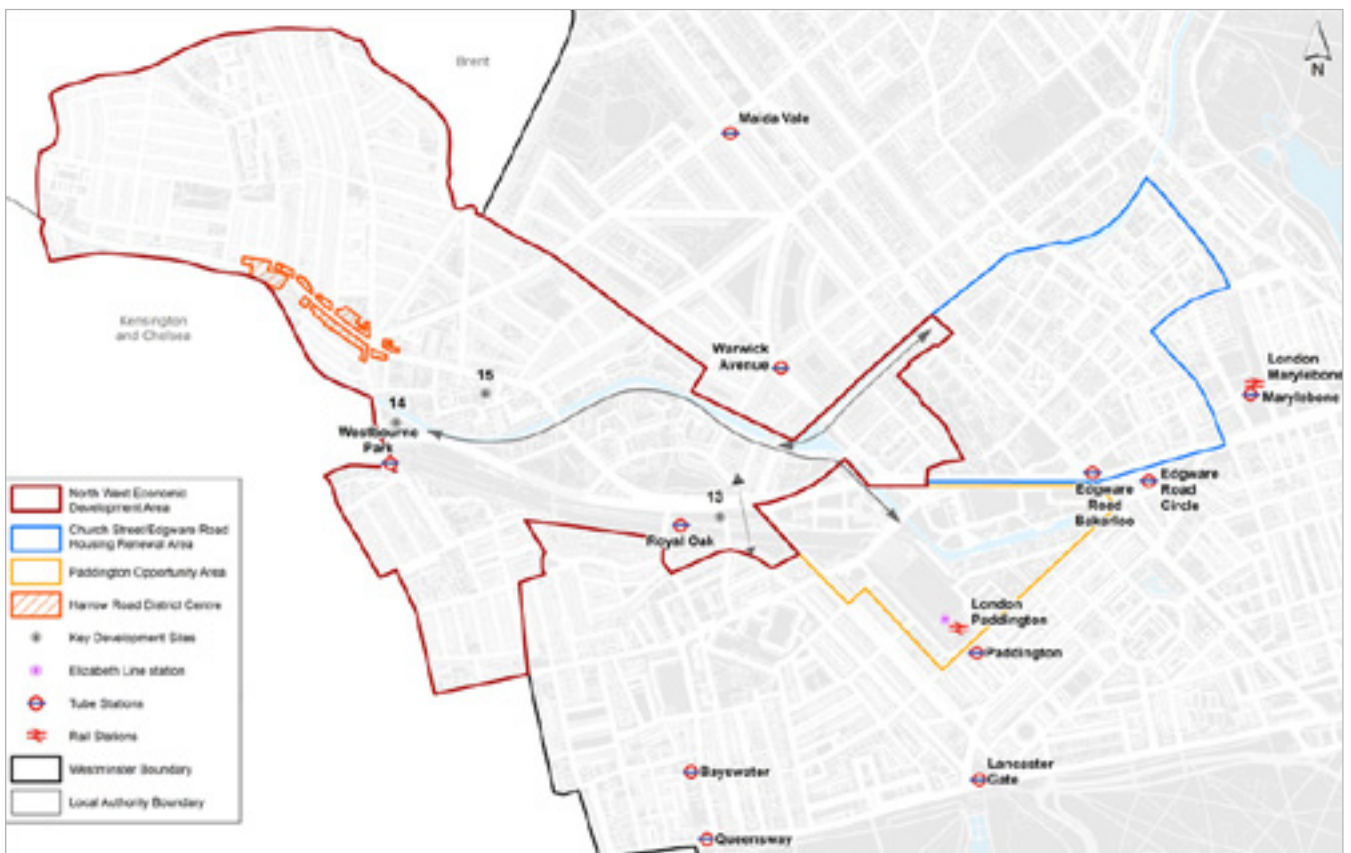 Brent
N
Maida Vale
Kensington
and Chelsea
Warwick
Avenue
London
Marylebone
Marylebone
15
14
Westbourne
Park
13
Royal Oak
Edgware
Road
Bakerloo
Edgware
Road
Circle
London
Paddington
Paddington
Bayswater
Lancaster
Gate
Queensway
North West Economic
Development Area
Church Street/Edgware Road
Housing Renewal Area
Paddington Opportunity Area
Harrow Road District Centre
Key Development Sites
Elizabeth Line station
Tube Stations
Rail Stations
Westminster Boundary
Local Authority Boundary